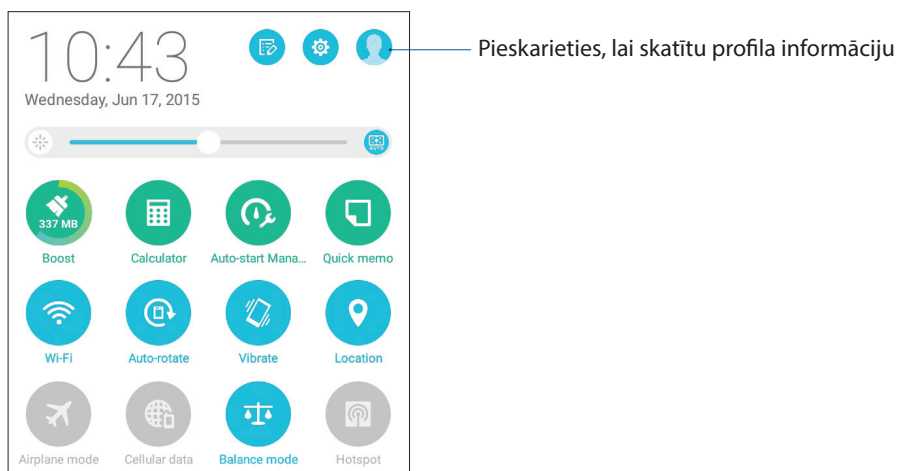 10:43
Wednesday, Jun 17, 2015
Pieskarieties, lai skatītu profila informāciju
AUTO
337 MB
Boost Calculator Auto-start Mana... Quick memo
Wi-Fi Auto-rotate Vibrate Location
Airplane mode Cellular data Balance mode Hotspot